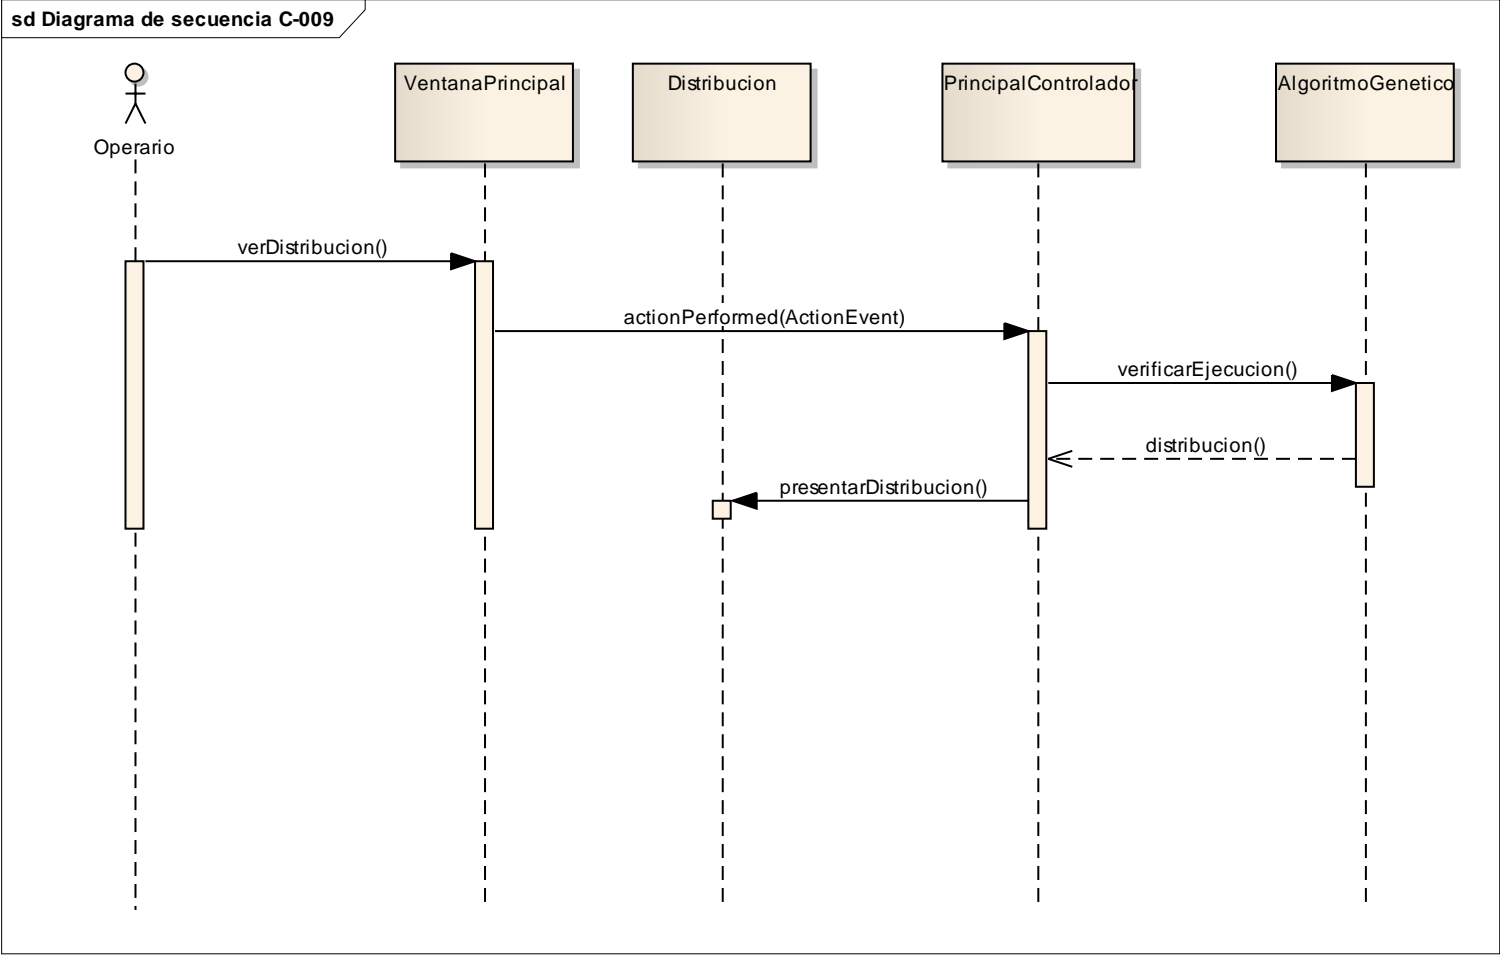 sd Diagrama de secuencia C-009
Operario
VentanaPrincipal
Distribucion
PrincipalControlador
AlgoritmoGenetico
verDistribucion()
actionPerformed(ActionEvent)
verificarEjecucion()
distribucion()
presentarDistribucion()